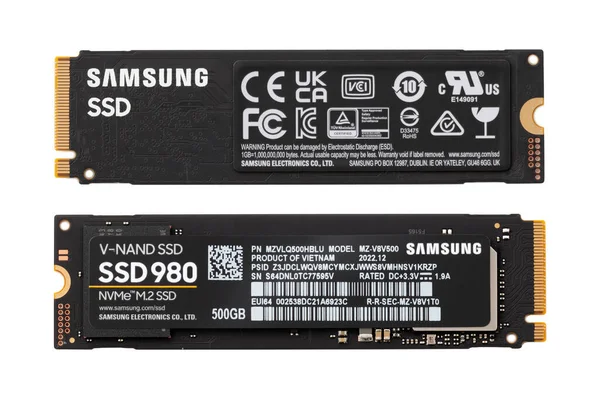 SAMSUNG
SSD
CE UK CA
VCI
10
c UL US
E149091
FC
TÜVRheinland
D33475
RoHS
WARNING Product can be damaged by Electrostatic Discharge (ESD).
1GB=1,000,000,000 bytes. Actual usable capacity may be less. Warranty void if label removed. www.samsung.com/ssd
SAMSUNG ELECTRONICS CO., LTD. SAMSUNG PO BOX 12987, DUBLIN. IE OR YATELEY, GU46 6GG. UK
V-NAND SSD
SSD 980
NVMe™ M.2 SSD
www.samsung.com/ssd
SAMSUNG ELECTRONICS CO., LTD.
PN MZVLQ500HBLU MODEL MZ-V8V500
PRODUCT OF VIETNAM 2022.12
PSID Z3JDCLWQV8MCYMCXJWWS8VMHNSV1KRZP
SN S64DNL0TC77595V RATED DC+3.3V 1.9A
SAMSUNG
EUI64 002538DC21A6923C R-R-SEC-MZ-V8V1T0
500GB